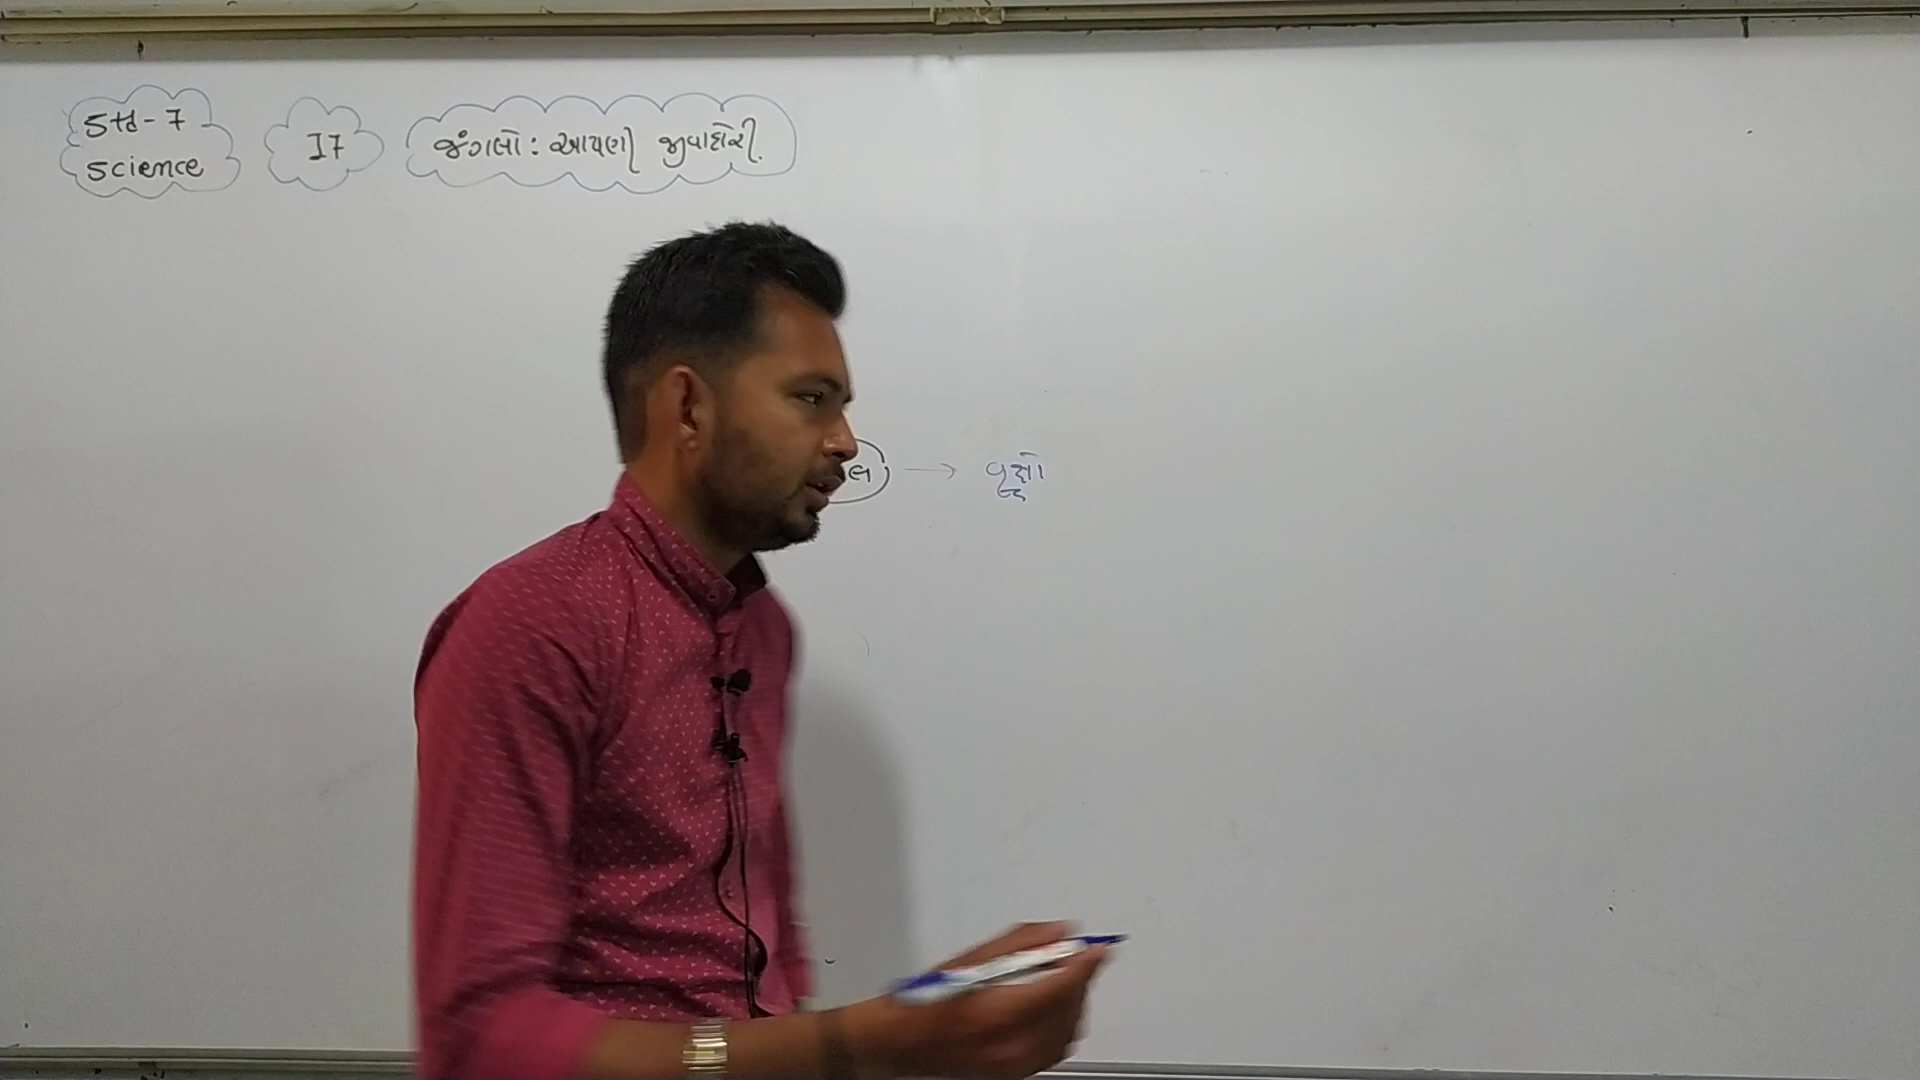 Std-7
science
17
જંગલો: આપણી જીવાદોરી.
લ → વૃક્ષો